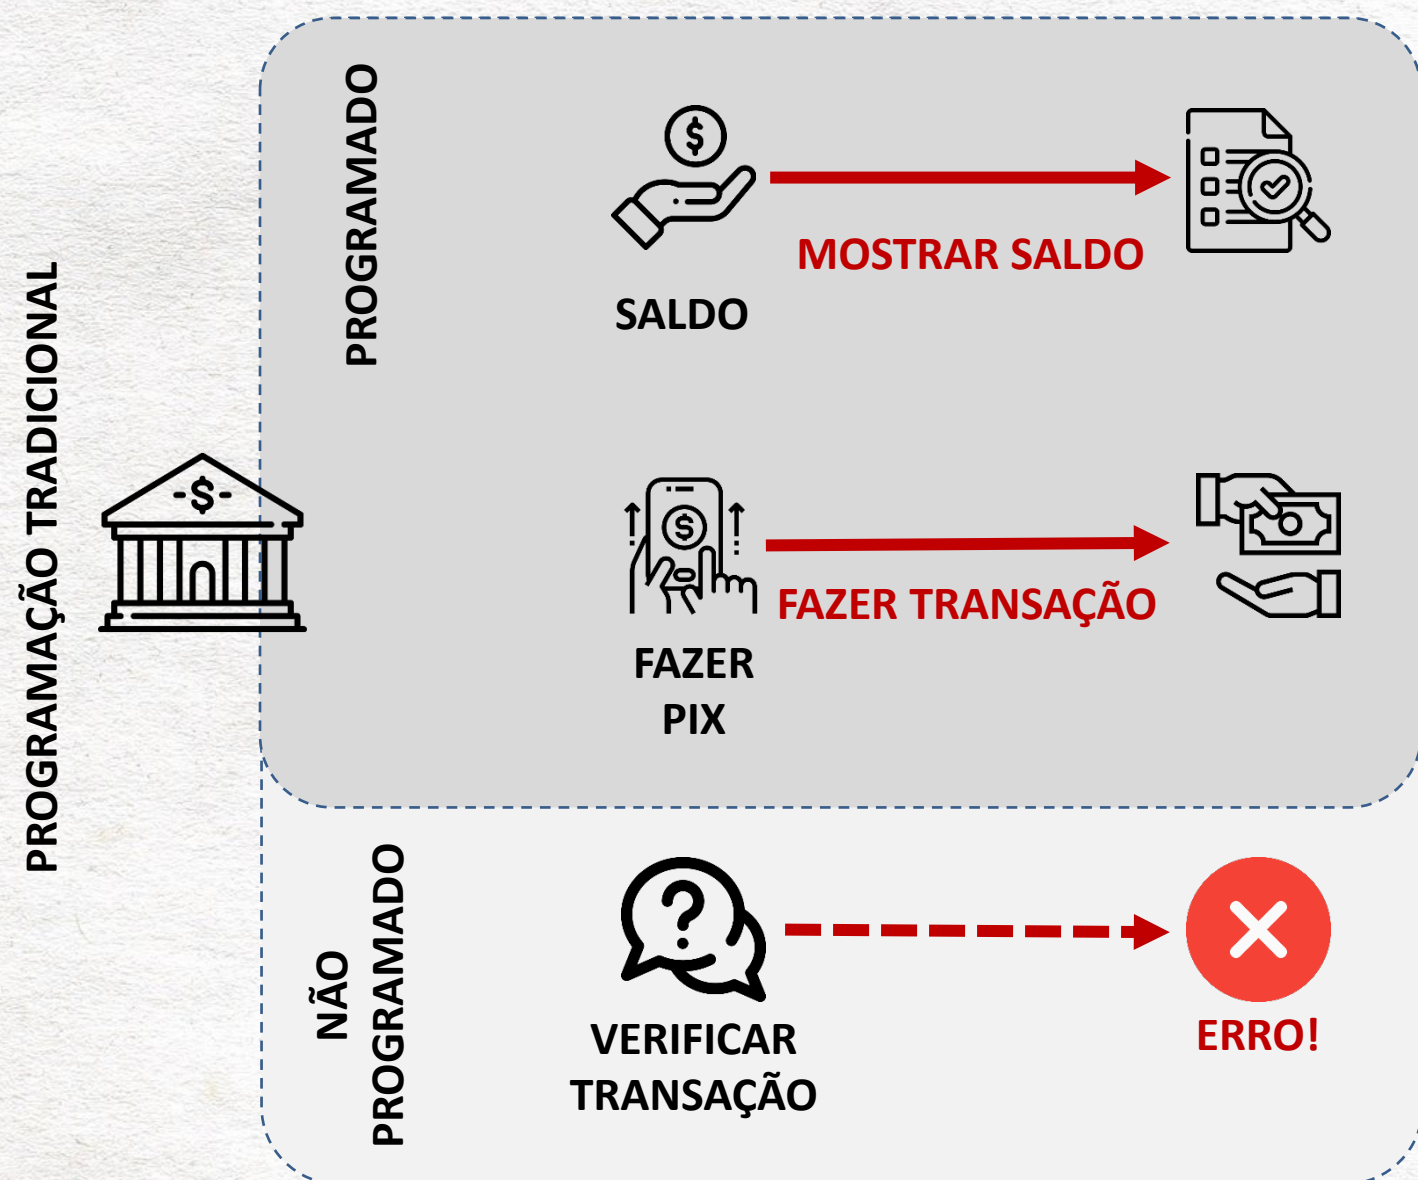 PROGRAMAÇÃO TRADICIONAL
PROGRAMADO
$
MOSTRAR SALDO
SALDO
-$-
$
FAZER TRANSAÇÃO
FAZER
PIX
NÃO
PROGRAMADO
?
VERIFICAR
TRANSAÇÃO
ERRO!